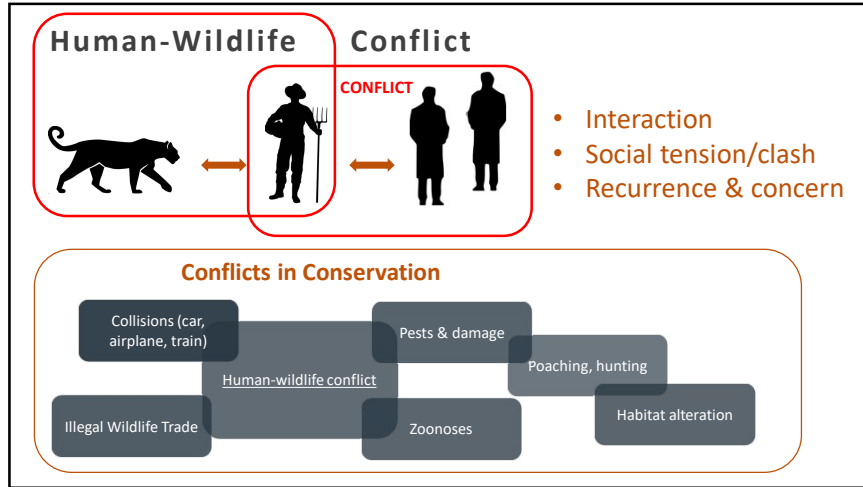 Human-Wildlife Conflict
CONFLICT
• Interaction
• Social tension/clash
• Recurrence & concern
Conflicts in Conservation
Collisions (car,
airplane, train)
Pests & damage
Human-wildlife conflict
Poaching, hunting
Illegal Wildlife Trade
Zoonoses
Habitat alteration